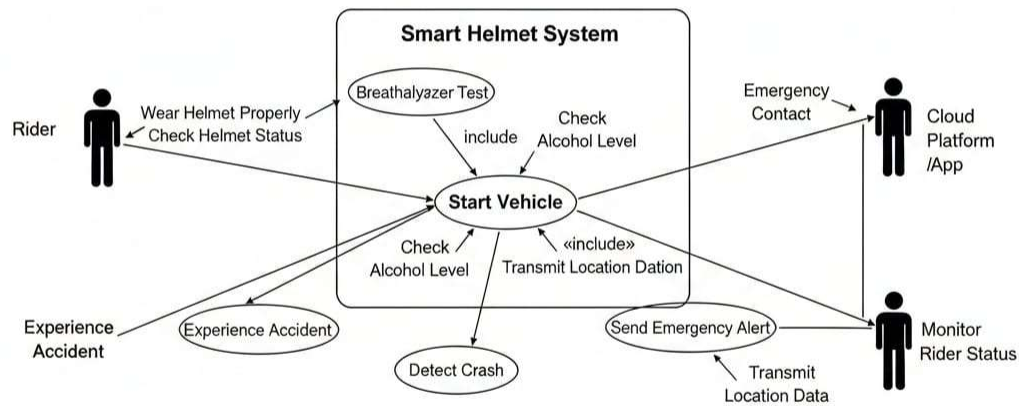 Smart Helmet System
Breathalyazer Test
Wear Helmet Properly
Check Helmet Status
Rider
include
Check
Alcohol Level
Emergency
Contact
Cloud
Platform
/App
Start Vehicle
Check
Alcohol Level
«include»
Transmit Location Dation
Experience
Accident
Experience Accident
Detect Crash
Send Emergency Alert
Monitor
Rider Status
Transmit
Location Data